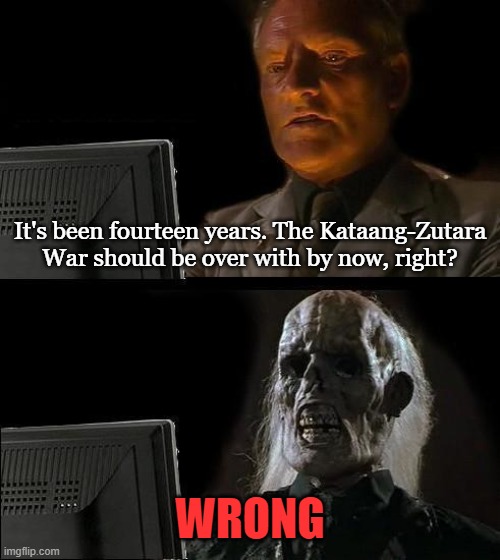 It's been fourteen years. The Kataang-Zutara
War should be over with by now, right?
WRONG
imgflip.com